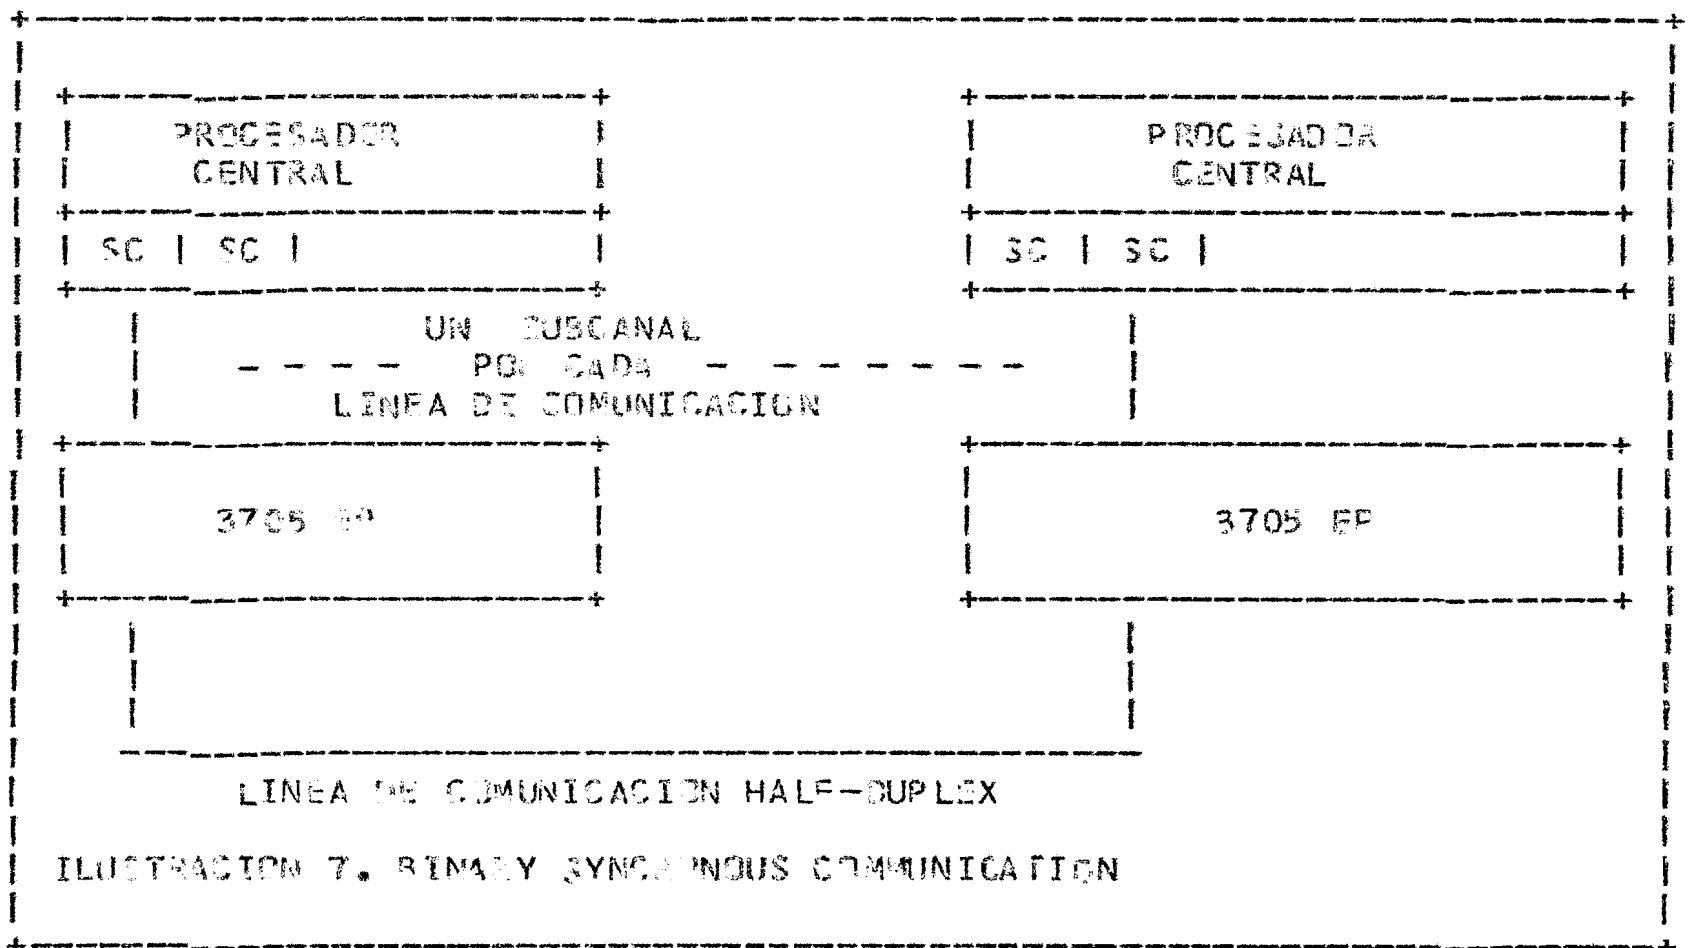 PROCESADOR
CENTRAL
PROCESADOR
CENTRAL
SC | SC |
SC | SC |
UN SUBCANAL
POR CADA
LINEA DE COMUNICACION
3705
3705 EP
LINEA DE COMUNICACION HALF-DUPLEX
ILUSTRACION 7. BINARY SYNCHRONOUS COMMUNICATION